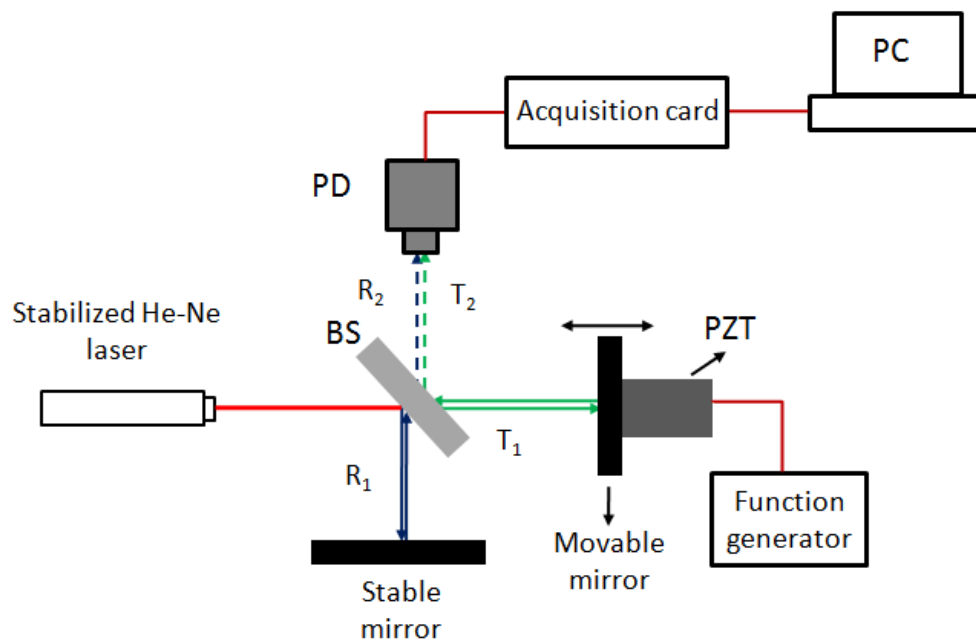 PC
Acquisition card
PD
R2
T2
Stabilized He-Ne
laser
BS
PZT
T1
R1
Function
generator
Movable
mirror
Stable
mirror